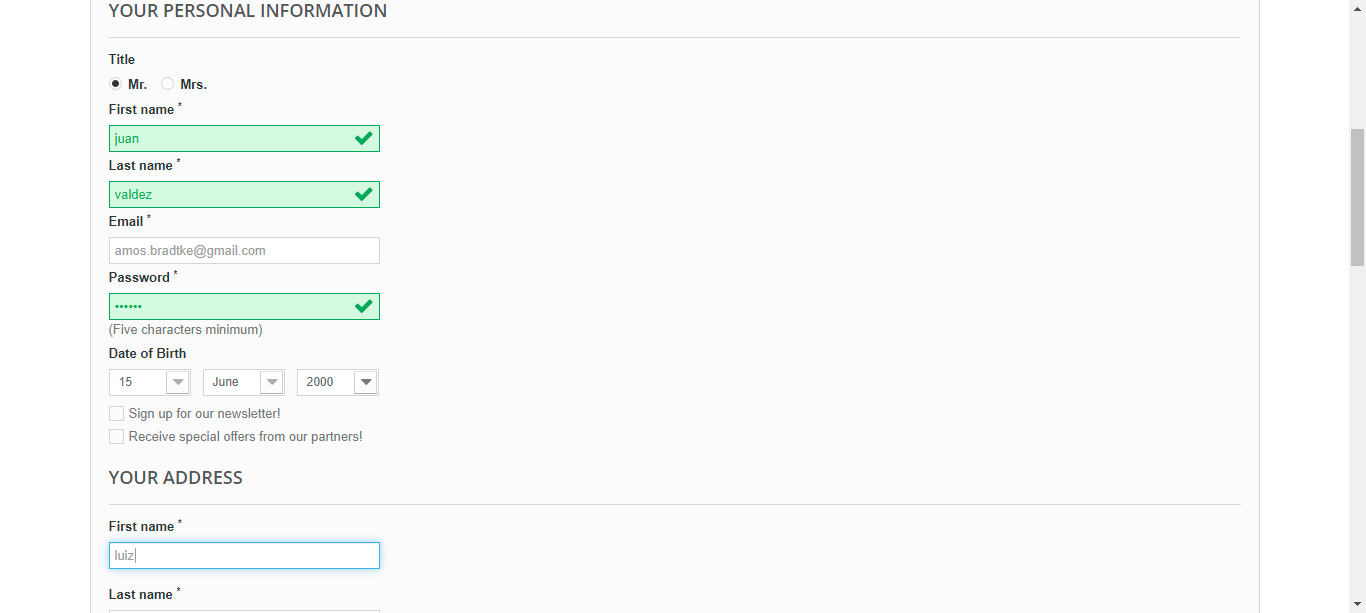 YOUR PERSONAL INFORMATION
Title
Mr. Mrs.
First name *
juan
Last name *
valdez
Email *
amos.bradtke@gmail.com
Password *
••••••
(Five characters minimum)
Date of Birth
15 June 2000
Sign up for our newsletter!
Receive special offers from our partners!
YOUR ADDRESS
First name *
luiz
Last name *